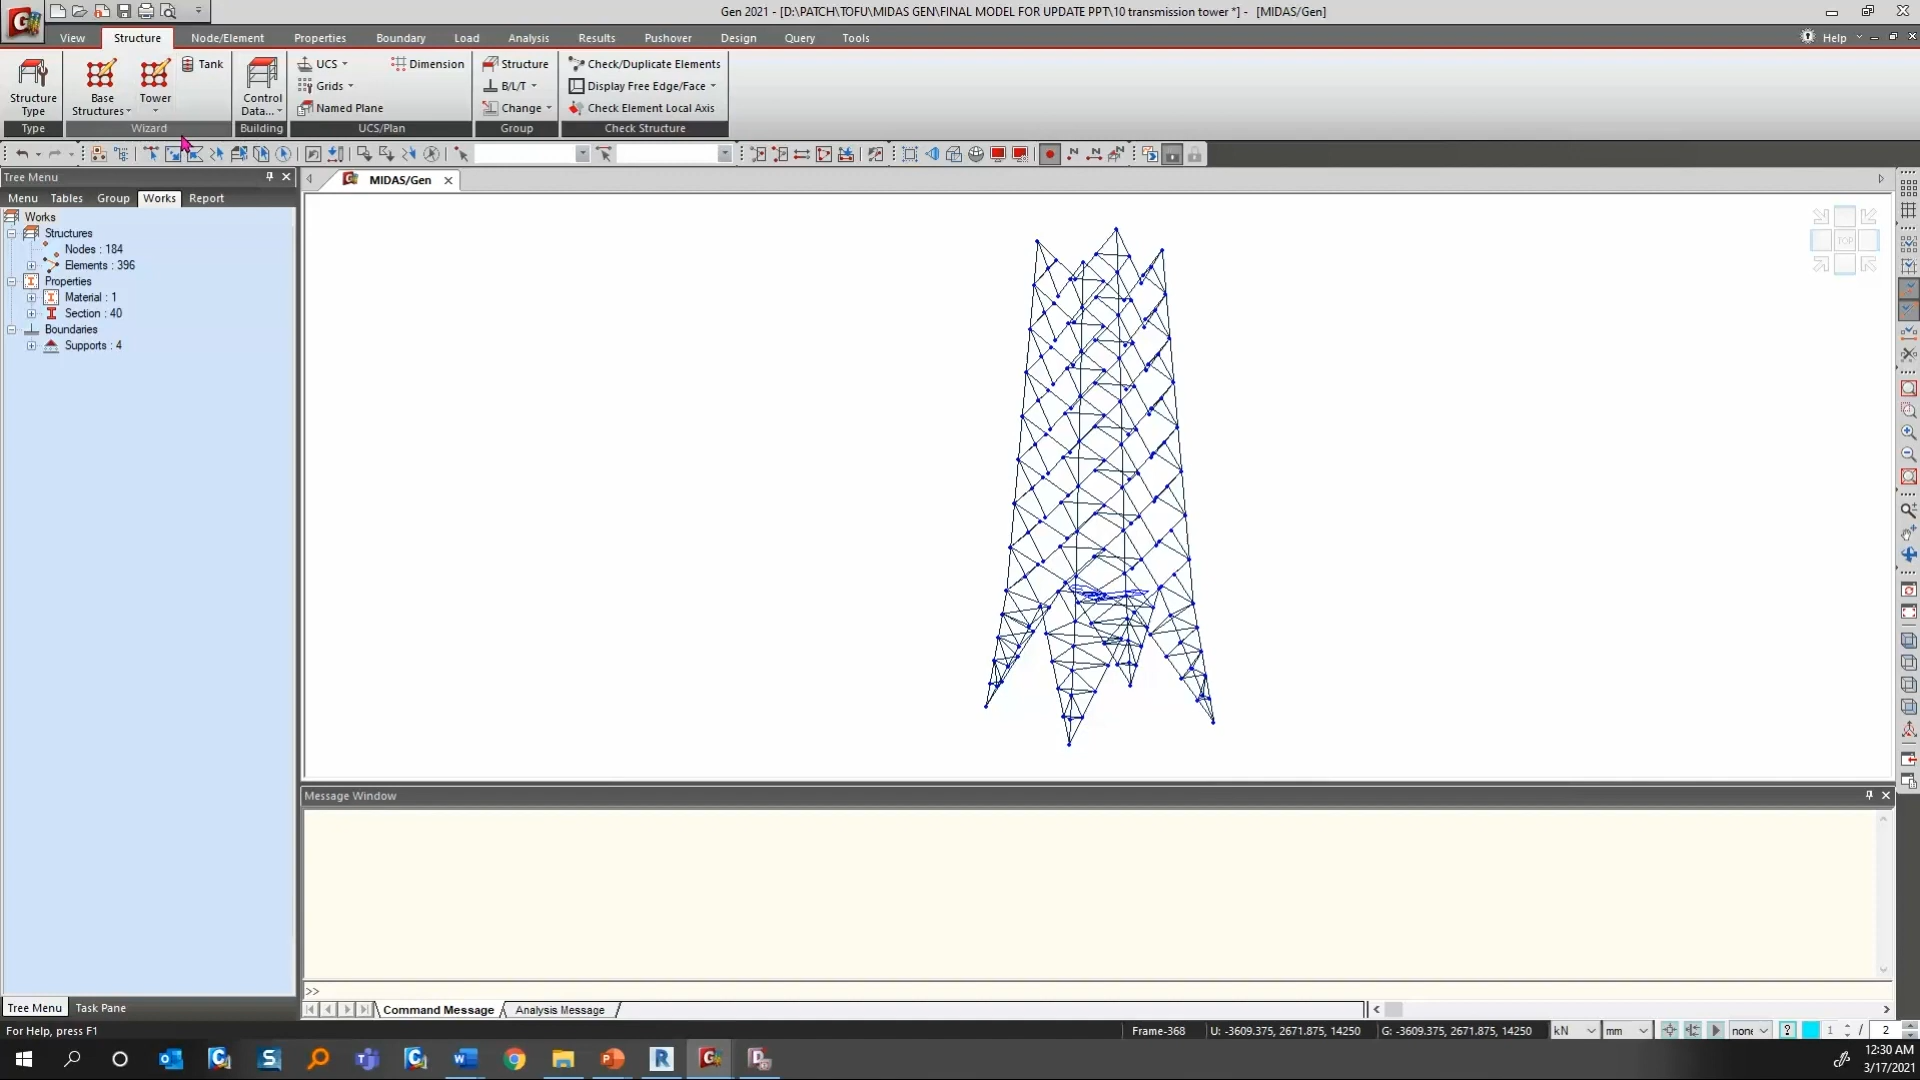 Gen 2021 - [D:\PATCH\TOFU\MIDAS GEN\FINAL MODEL FOR UPDATE PPT\10 transmission tower *] - [MIDAS/Gen]
View Structure Node/Element Properties Boundary Load Analysis Results Pushover Design Query Tools Help
Structure Type
Base Structures
Tower
Tank
Control Data...
UCS
Grids
Named Plane
Dimension
Structure
B/L/T
Change
Check/Duplicate Elements
Display Free Edge/Face
Check Element Local Axis
Type Wizard Building UCS/Plan Group Check Structure
Tree Menu
MIDAS/Gen
Menu Tables Group Works Report
Works
Structures
Nodes : 184
Elements : 396
Properties
Material : 1
Section : 40
Boundaries
Supports : 4
TOP
Message Window
>>
Tree Menu Task Pane
Command Message Analysis Message
For Help, press F1
Frame-368 U: -3609.375, 2671.875, 14250 G: -3609.375, 2671.875, 14250 kN mm none 1 / 2
12:30 AM
3/17/2021